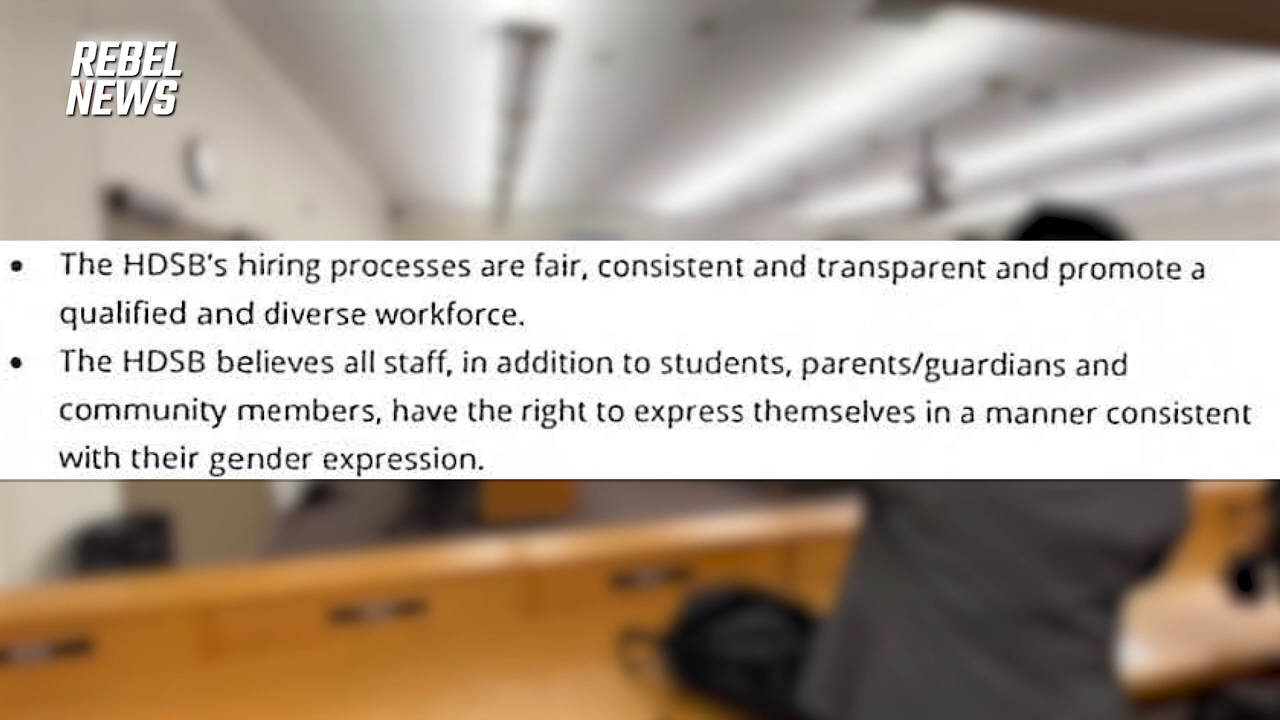 REBEL
NEWS
• The HDSB's hiring processes are fair, consistent and transparent and promote a
qualified and diverse workforce.
• The HDSB believes all staff, in addition to students, parents/guardians and
community members, have the right to express themselves in a manner consistent
with their gender expression.